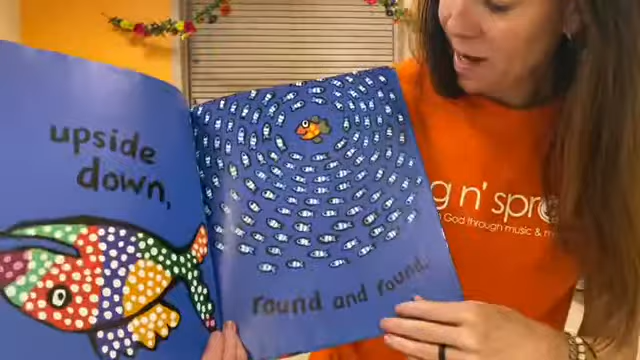 upside
down,
round and round.
g n' spro
God through music & m